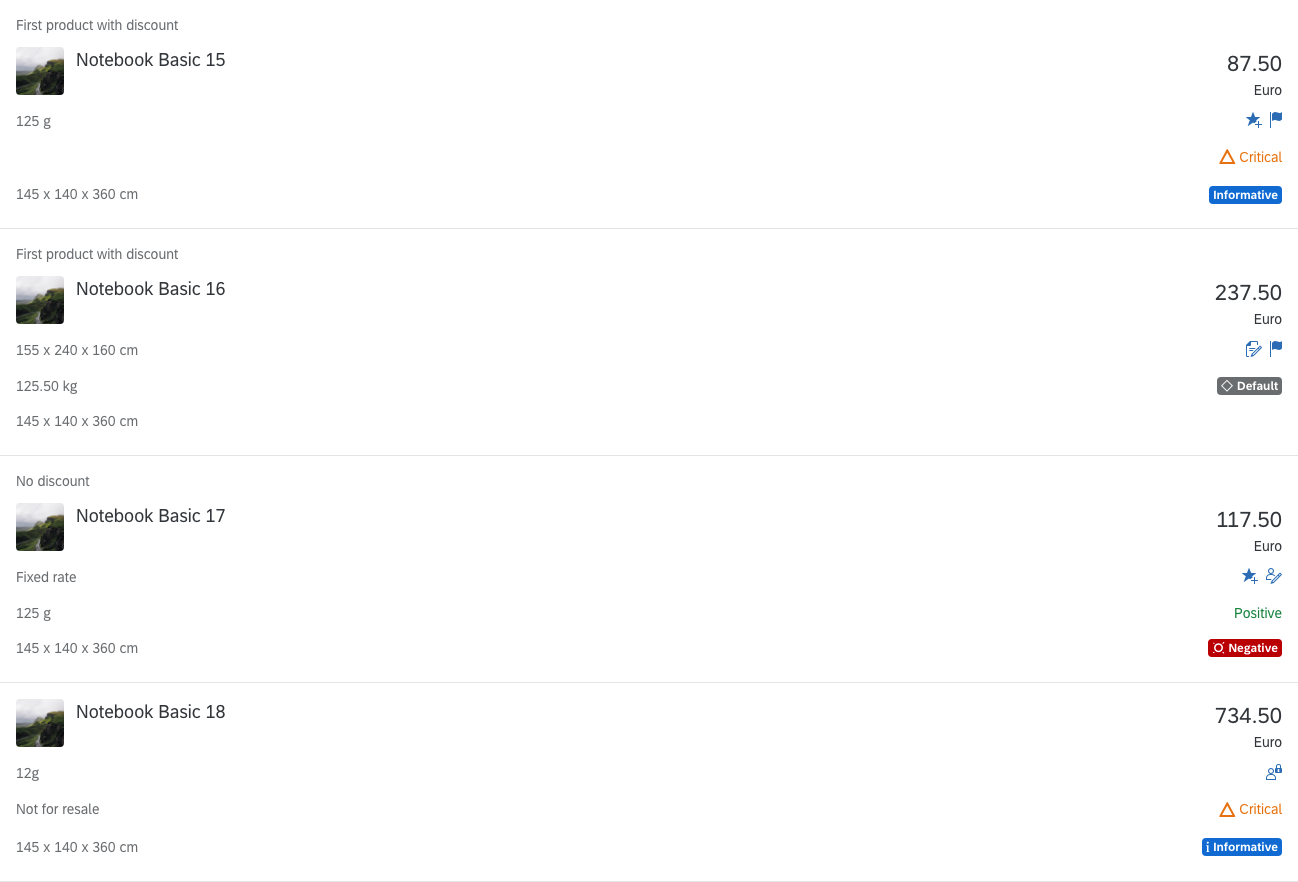 First product with discount
Notebook Basic 15
87.50
Euro
125 g
Critical
145 x 140 x 360 cm
Informative
First product with discount
Notebook Basic 16
237.50
Euro
155 x 240 x 160 cm
125.50 kg
Default
145 x 140 x 360 cm
No discount
Notebook Basic 17
117.50
Euro
Fixed rate
125 g
Positive
145 x 140 x 360 cm
Negative
Notebook Basic 18
734.50
Euro
12g
Not for resale
Critical
145 x 140 x 360 cm
Informative